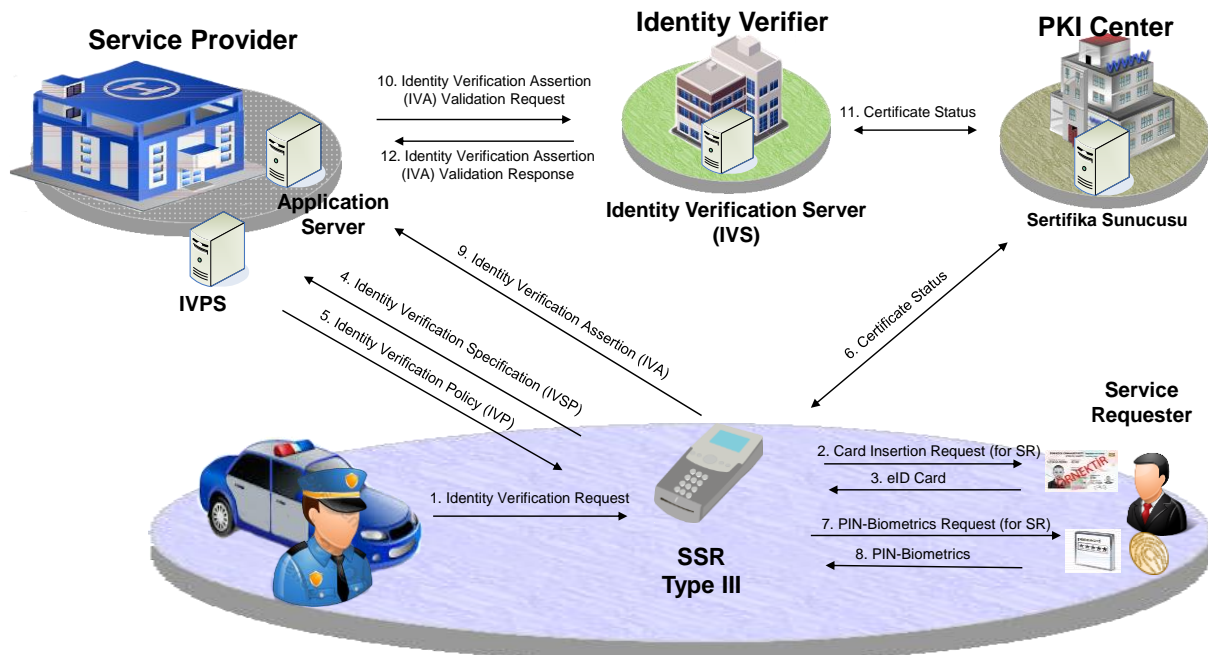 Service Provider
Identity Verifier
PKI Center
WWW
H
10. Identity Verification Assertion
(IVA) Validation Request
11. Certificate Status
12. Identity Verification Assertion
(IVA) Validation Response
Application
Server
Identity Verification Server
(IVS)
Sertifika Sunucusu
IVPS
9. Identity Verification Assertion (IVA)
4. Identity Verification Specification (IVSP)
5. Identity Verification Policy (IVP)
6. Certificate Status
Service
Requester
1. Identity Verification Request
2. Card Insertion Request (for SR)
3. eID Card
ÖRNEKTİR
7. PIN-Biometrics Request (for SR)
8. PIN-Biometrics
SSR
Type III